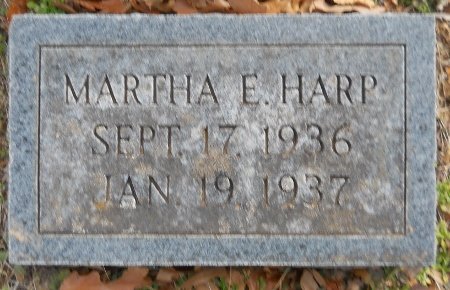 MARTHA E. HARP
SEPT. 17, 1936
JAN. 19, 1937